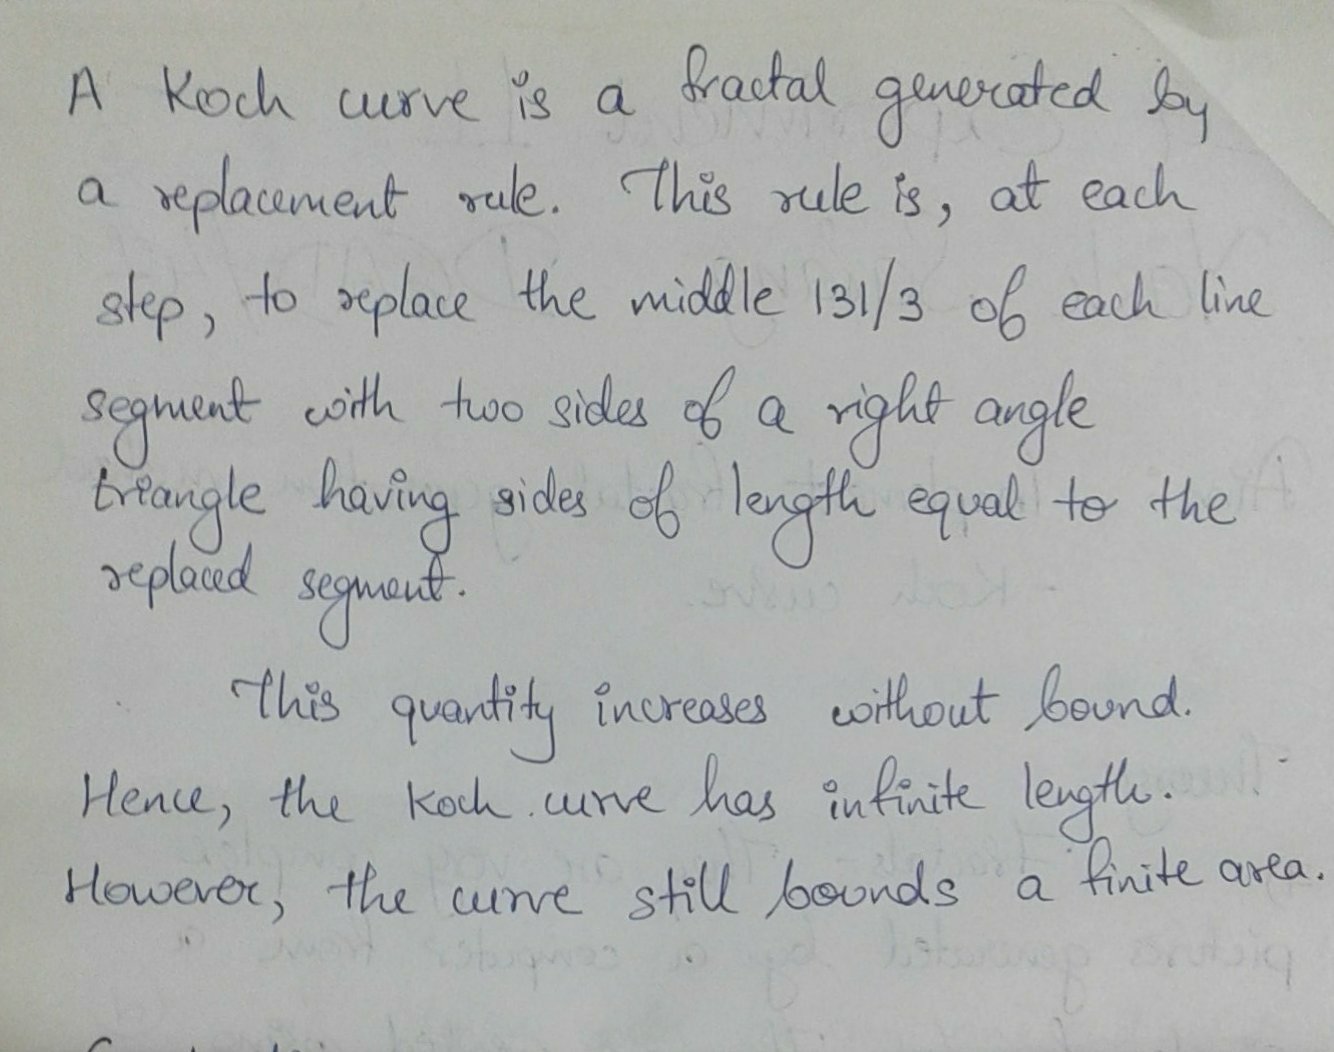 A Koch curve is a fractal generated by
a replacement rule. This rule is, at each
step, to replace the middle 131/3 of each line
segment with two sides of a right angle
triangle having sides of length equal to the
replaced segment.
This quantity increases without bound.
Hence, the Koch curve has infinite length.
However, the curve still bounds a finite area.